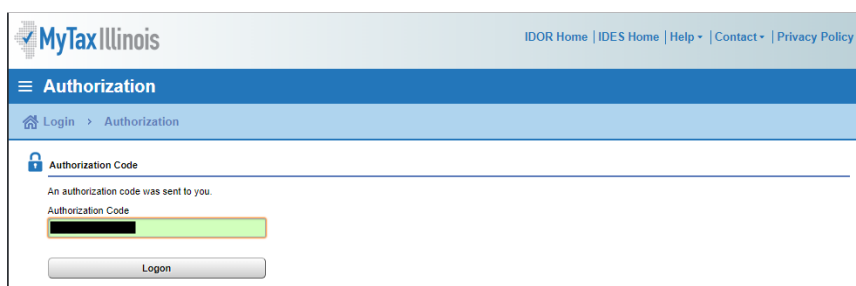 MyTax Illinois
IDOR Home | IDES Home | Help | Contact | Privacy Policy
Authorization
Login > Authorization
Authorization Code
An authorization code was sent to you.
Authorization Code
Logon